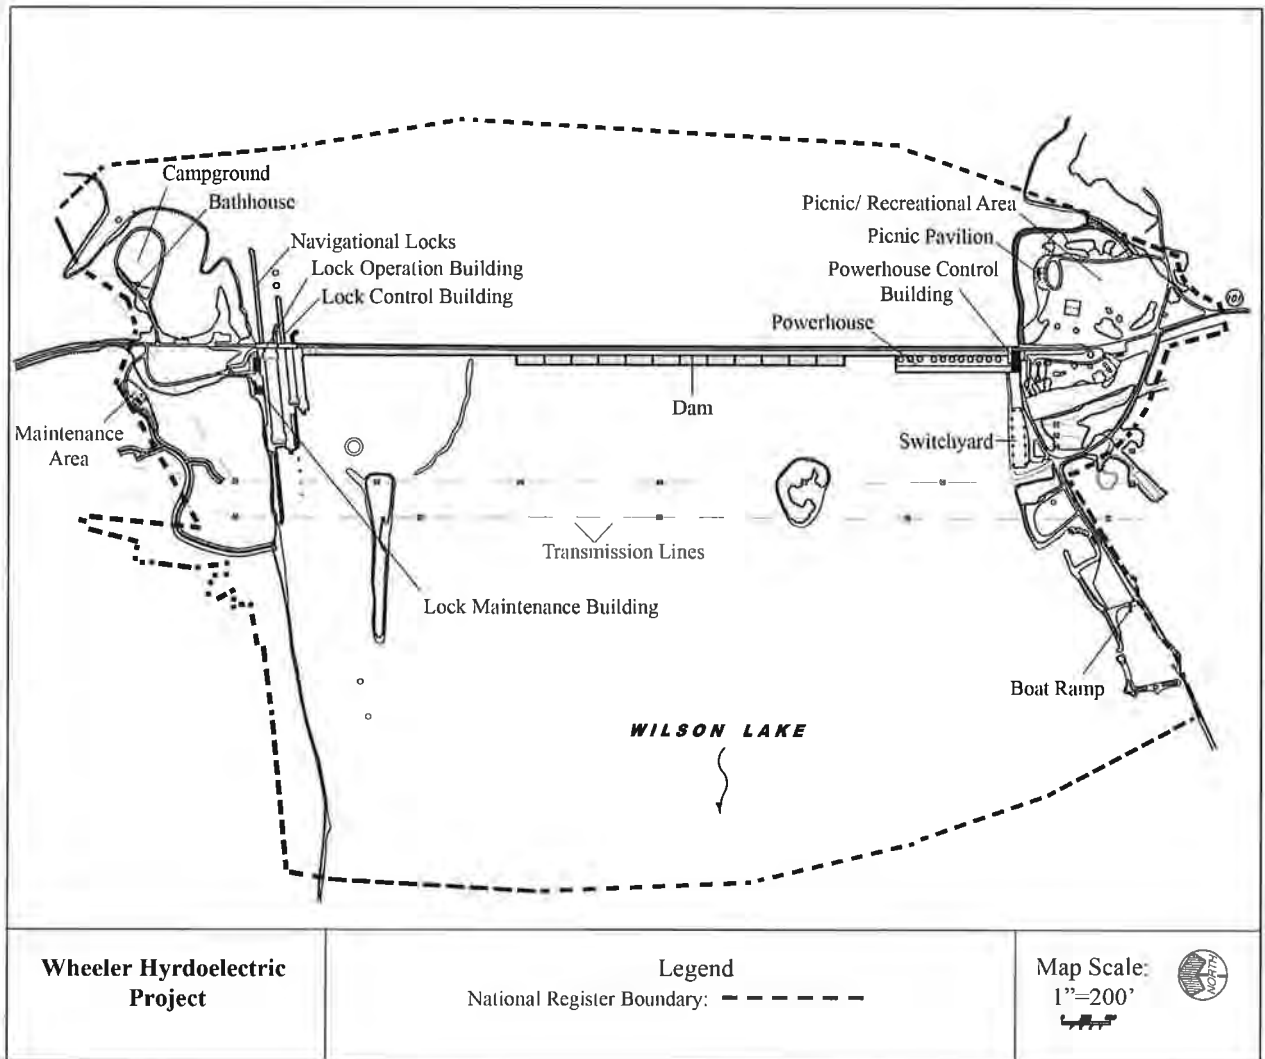 Campground
Bathhouse
Navigational Locks
Lock Operation Building
Lock Control Building
Picnic/ Recreational Area
Picnic Pavilion
Powerhouse Control
Building
Powerhouse
101
Dam
Maintenance
Area
Switchyard
Transmission Lines
Lock Maintenance Building
Boat Ramp
WILSON LAKE
Wheeler Hyrdoelectric
Project
Legend
National Register Boundary:
Map Scale:
1”=200’
NORTH